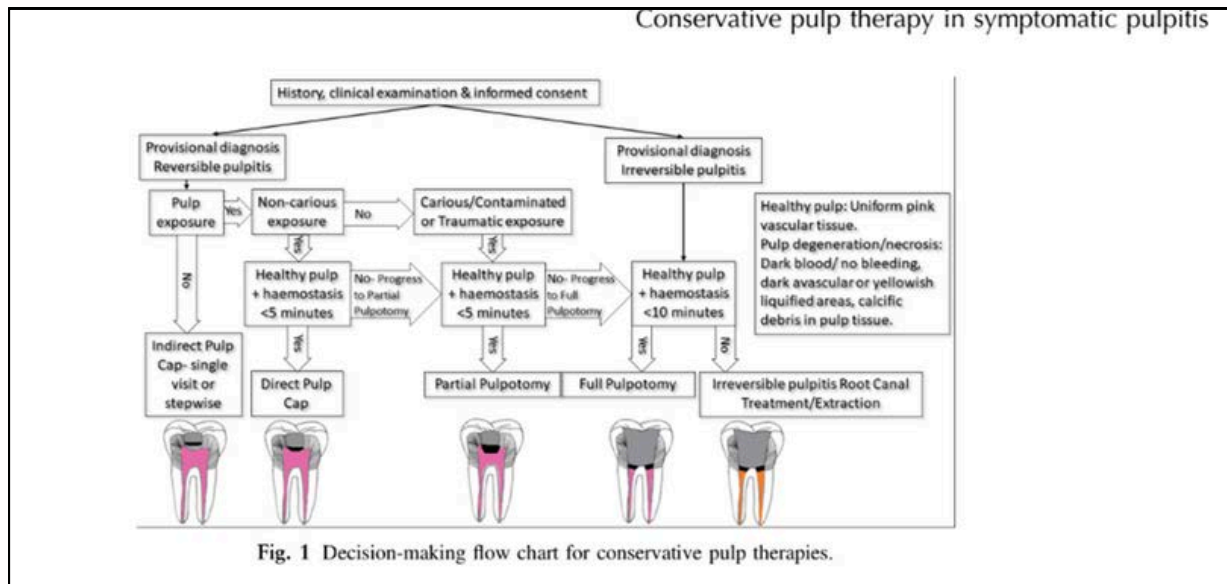 Conservative pulp therapy in symptomatic pulpitis
History, clinical examination & informed consent
Provisional diagnosis
Reversible pulpitis
Provisional diagnosis
Irreversible pulpitis
Pulp
exposure
Yes
Non-carious
exposure
No
Carious/Contaminated
or Traumatic exposure
Healthy pulp: Uniform pink
vascular tissue.
Pulp degeneration/necrosis:
Dark blood/ no bleeding,
dark avascular or yellowish
liquified areas, calcific
debris in pulp tissue.
No
Yes
Yes
Healthy pulp
+ haemostasis
<5 minutes
No- Progress
to Partial
Pulpotomy
Healthy pulp
+ haemostasis
<5 minutes
No- Progress
to Full
Pulpotomy
Healthy pulp
+ haemostasis
<10 minutes
Yes
Yes
Yes
No
Indirect Pulp
Cap- single
visit or
stepwise
Direct Pulp
Cap
Partial Pulpotomy
Full Pulpotomy
Irreversible pulpitis Root Canal
Treatment/Extraction
Fig. 1 Decision-making flow chart for conservative pulp therapies.